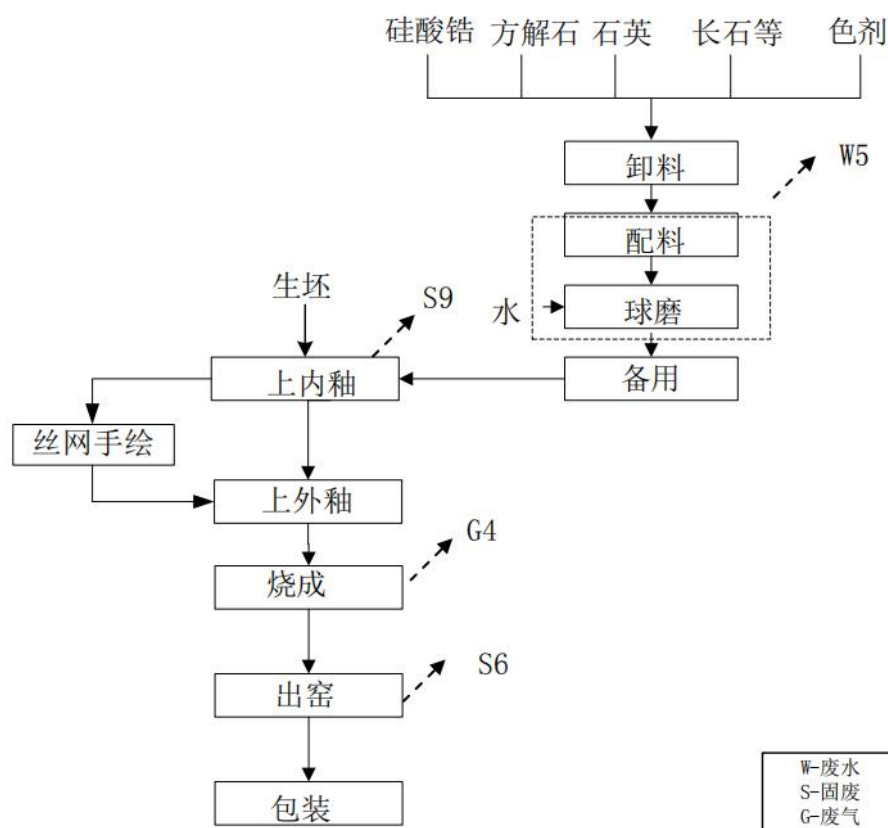 硅酸锆 方解石 石英 长石等 色剂
卸料
W5
配料
水 球磨
生坯 S9
上内釉 备用
丝网手绘
上外釉
G4
烧成
S6
出窑
包装
W-废水
S-固废
G-废气